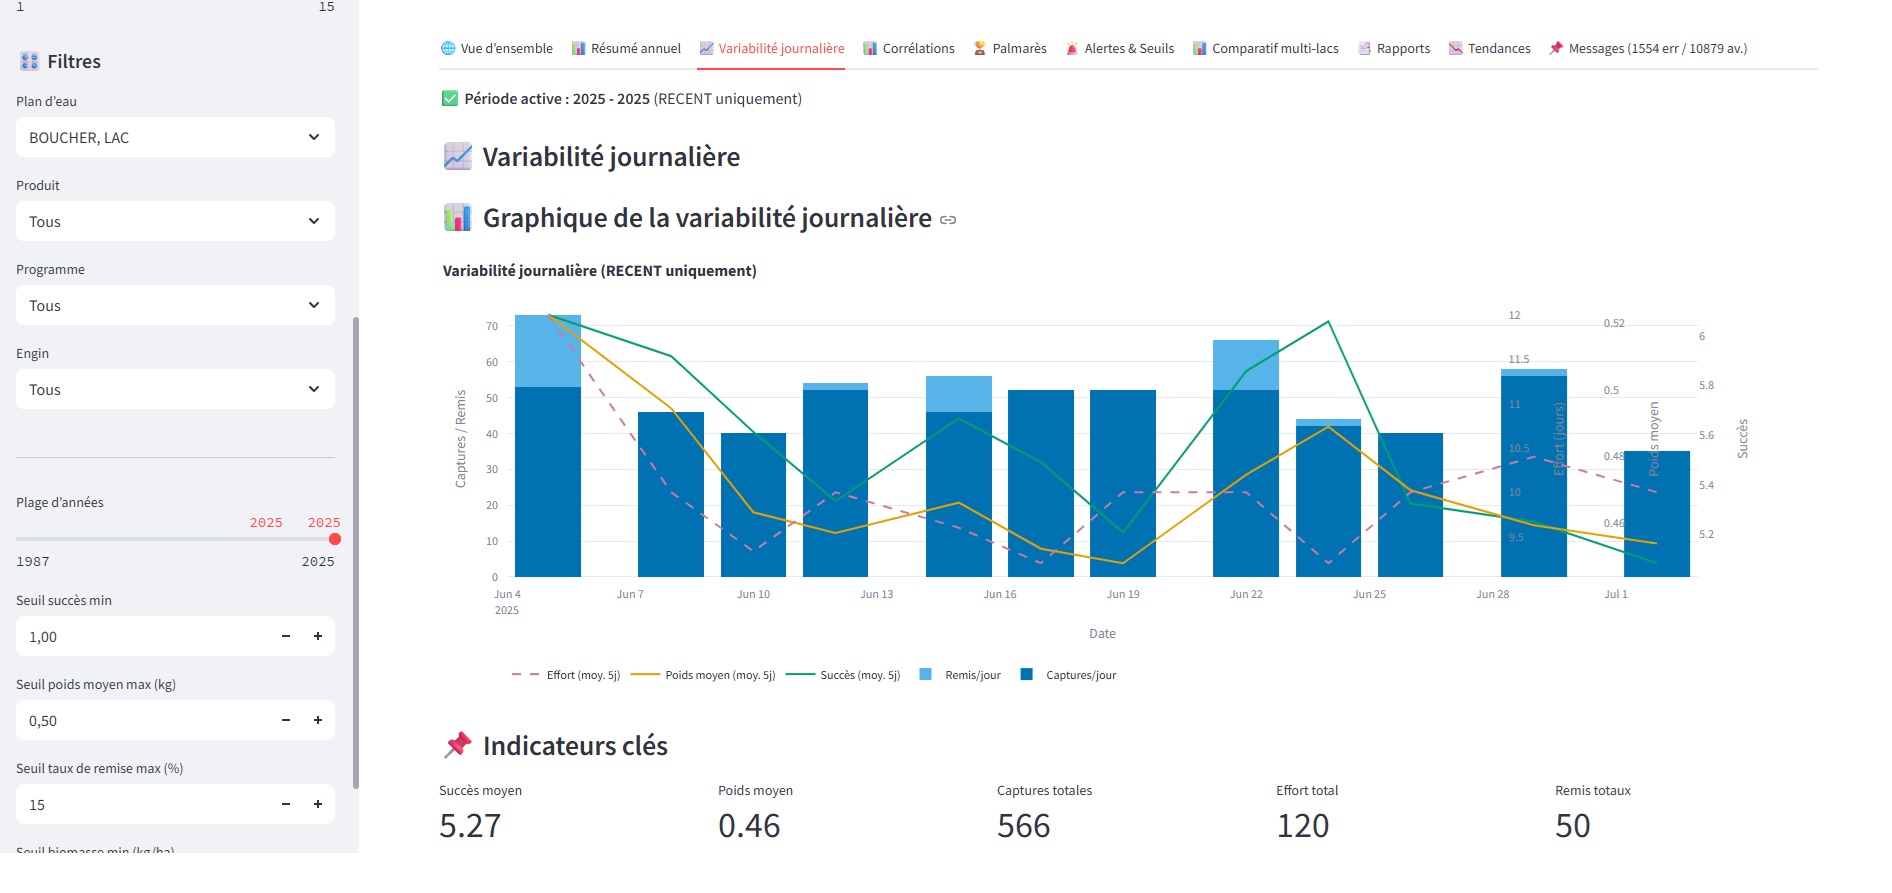 1 15
Filtres
Plan d’eau
BOUCHER, LAC
Produit
Tous
Programme
Tous
Engin
Tous
Plage d’années
2025 2025
1987 2025
Seuil succès min
1,00
Seuil poids moyen max (kg)
0,50
Seuil taux de remise max (%)
15
Seuil biomasse min (kg/ha)
Vue d’ensemble Résumé annuel Variabilité journalière Corrélations Palmarès Alertes & Seuils Comparatif multi-lacs Rapports Tendances Messages (1554 err / 10879 av.)
Période active : 2025 - 2025 (RECENT uniquement)
Variabilité journalière
Graphique de la variabilité journalière
Variabilité journalière (RECENT uniquement)
Captures / Remis
70
60
50
40
30
20
10
0
12
11.5
11
10.5
10
9.5
Effort (jours)
0.52
0.5
0.48
0.46
Poids moyen
6
5.8
5.6
5.4
5.2
Succès
Jun 4 Jun 7 Jun 10 Jun 13 Jun 16 Jun 19 Jun 22 Jun 25 Jun 28 Jul 1
2025
Date
Effort (moy. 5j) Poids moyen (moy. 5j) Succès (moy. 5j) Remis/jour Captures/jour
Indicateurs clés
Succès moyen Poids moyen Captures totales Effort total Remis totaux
5.27 0.46 566 120 50